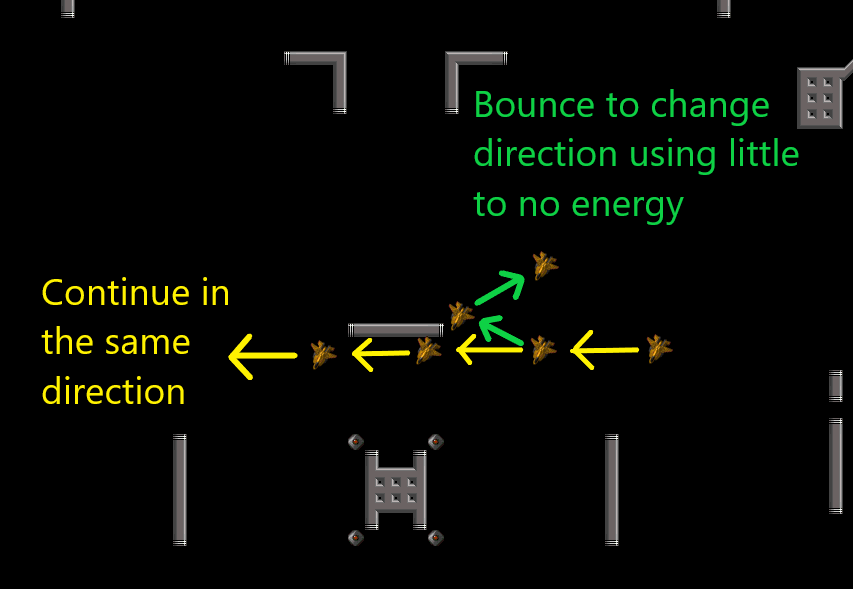 Bounce to change
direction using little
to no energy
Continue in
the same
direction